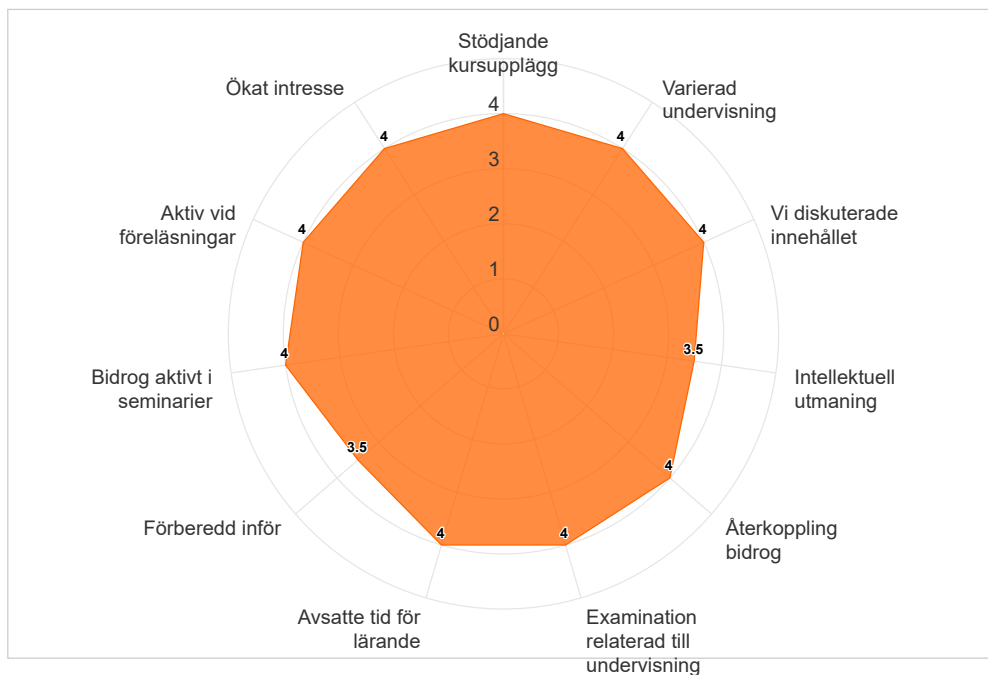 Stödjande
kursupplägg
Ökat intresse
Varierad
undervisning
4
4
4
3
Aktiv vid
föreläsningar
4
2
4
Vi diskuterade
innehållet
1
0
4
3.5
Bidrog aktivt i
seminarier
Intellektuell
utmaning
3.5
4
Förberedd inför
Återkoppling
bidrog
4
4
Avsatte tid för
lärande
Examination
relaterad till
undervisning